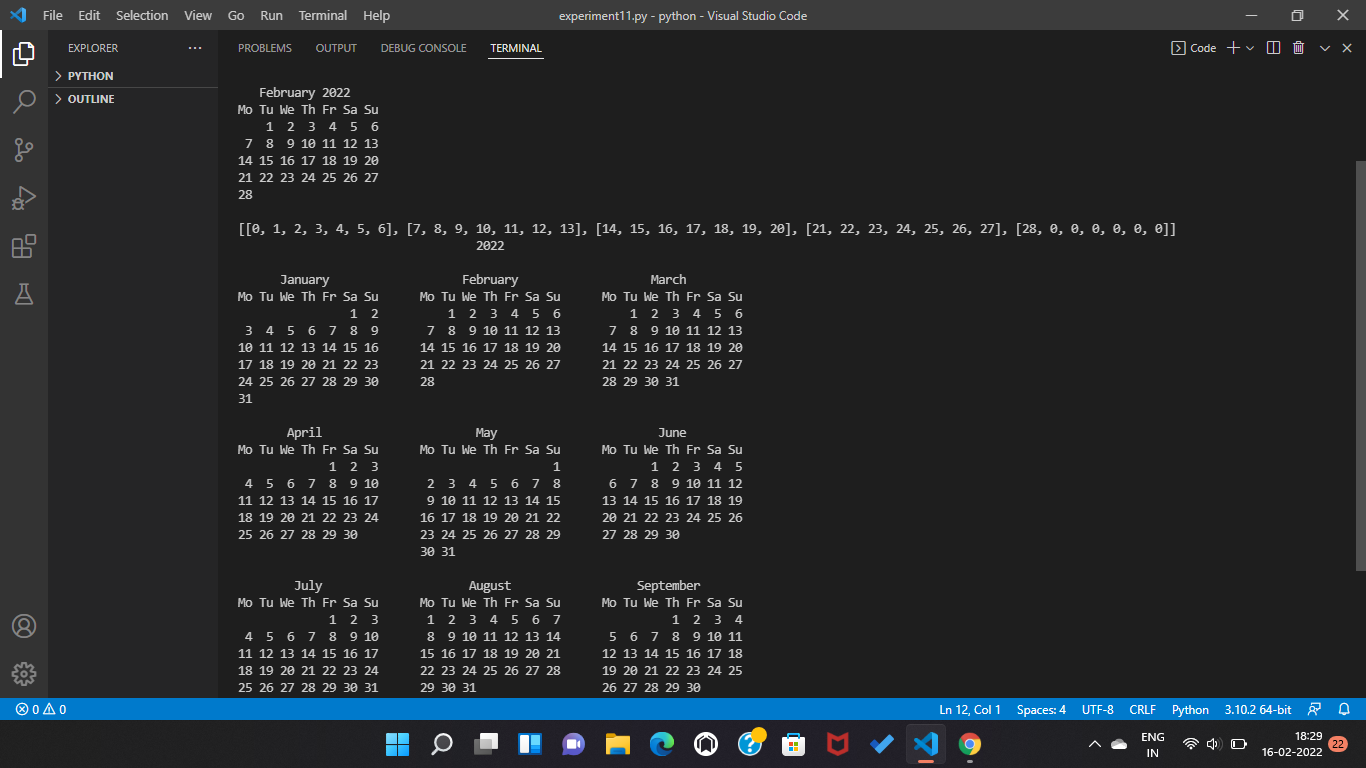 File Edit Selection View Go Run Terminal Help experiment11.py - python - Visual Studio Code
EXPLORER ··· PROBLEMS OUTPUT DEBUG CONSOLE TERMINAL Code
PYTHON
OUTLINE
   February 2022
Mo Tu We Th Fr Sa Su
    1  2  3  4  5  6
 7  8  9 10 11 12 13
14 15 16 17 18 19 20
21 22 23 24 25 26 27
28
[[0, 1, 2, 3, 4, 5, 6], [7, 8, 9, 10, 11, 12, 13], [14, 15, 16, 17, 18, 19, 20], [21, 22, 23, 24, 25, 26, 27], [28, 0, 0, 0, 0, 0, 0]]
                                  2022
      January                   February                   March
Mo Tu We Th Fr Sa Su      Mo Tu We Th Fr Sa Su      Mo Tu We Th Fr Sa Su
                1  2          1  2  3  4  5  6          1  2  3  4  5  6
 3  4  5  6  7  8  9       7  8  9 10 11 12 13       7  8  9 10 11 12 13
10 11 12 13 14 15 16      14 15 16 17 18 19 20      14 15 16 17 18 19 20
17 18 19 20 21 22 23      21 22 23 24 25 26 27      21 22 23 24 25 26 27
24 25 26 27 28 29 30      28                        28 29 30 31
31
       April                     May                       June
Mo Tu We Th Fr Sa Su      Mo Tu We Th Fr Sa Su      Mo Tu We Th Fr Sa Su
             1  2  3                         1             1  2  3  4  5
 4  5  6  7  8  9 10       2  3  4  5  6  7  8       6  7  8  9 10 11 12
11 12 13 14 15 16 17       9 10 11 12 13 14 15      13 14 15 16 17 18 19
18 19 20 21 22 23 24      16 17 18 19 20 21 22      20 21 22 23 24 25 26
25 26 27 28 29 30         23 24 25 26 27 28 29      27 28 29 30
                          30 31
        July                    August                 September
Mo Tu We Th Fr Sa Su      Mo Tu We Th Fr Sa Su      Mo Tu We Th Fr Sa Su
             1  2  3       1  2  3  4  5  6  7                1  2  3  4
 4  5  6  7  8  9 10       8  9 10 11 12 13 14       5  6  7  8  9 10 11
11 12 13 14 15 16 17      15 16 17 18 19 20 21      12 13 14 15 16 17 18
18 19 20 21 22 23 24      22 23 24 25 26 27 28      19 20 21 22 23 24 25
25 26 27 28 29 30 31      29 30 31                  26 27 28 29 30
0 0 Ln 12, Col 1 Spaces: 4 UTF-8 CRLF Python 3.10.2 64-bit
ENG 18:29
IN 16-02-2022 22